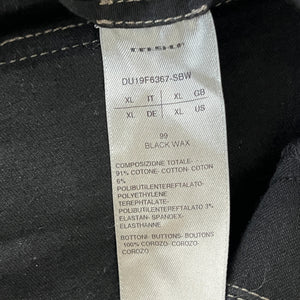 DU19F6367-SBW
XL IT XL GB
XL DE XL US
99
BLACK WAX
COMPOSIZIONE TOTALE-
91% COTONE- COTTON- COTON
6%
POLIBUTILENTEREFTALATO-
POLYETHYLENE
TEREPHTALATE-
POLIBUTILENTEREFTALATO 3%
ELASTAN- SPANDEX-
ELASTHANNE
BOTTONI- BUTTONS- BOUTONS
100% COROZO- COROZO-
COROZO